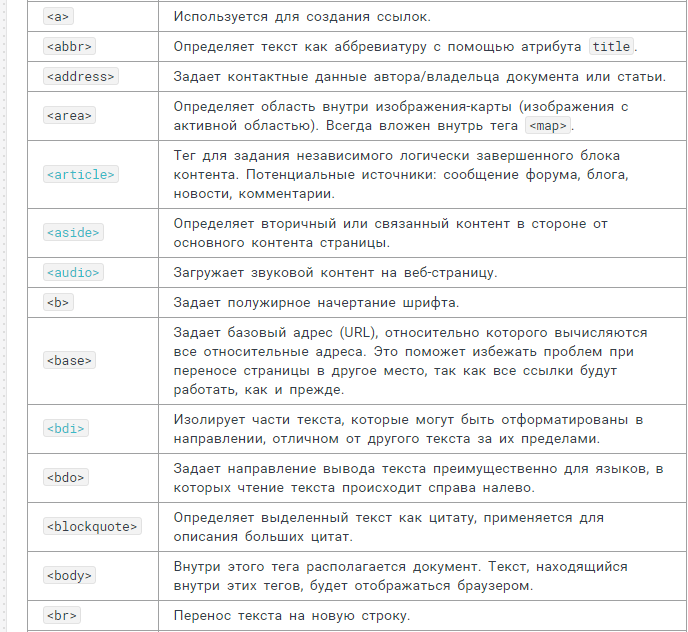 <a> Используется для создания ссылок.
<abbr> Определяет текст как аббревиатуру с помощью атрибута title.
<address> Задает контактные данные автора/владельца документа или статьи.
<area> Определяет область внутри изображения-карты (изображения с
активной областью). Всегда вложен внутрь тега <map>.
<article> Тег для задания независимого логически завершенного блока
контента. Потенциальные источники: сообщение форума, блога,
новости, комментарии.
<aside> Определяет вторичный или связанный контент в стороне от
основного контента страницы.
<audio> Загружает звуковой контент на веб-страницу.
<b> Задает полужирное начертание шрифта.
<base> Задает базовый адрес (URL), относительно которого вычисляются
все относительные адреса. Это поможет избежать проблем при
переносе страницы в другое место, так как все ссылки будут
работать, как и прежде.
<bdi> Изолирует части текста, которые могут быть отформатированы в
направлении, отличном от другого текста за их пределами.
<bdo> Задает направление вывода текста преимущественно для языков, в
которых чтение текста происходит справа налево.
<blockquote> Определяет выделенный текст как цитату, применяется для
описания больших цитат.
<body> Внутри этого тега располагается документ. Текст, находящийся
внутри этих тегов, будет отображаться браузером.
<br> Перенос текста на новую строку.